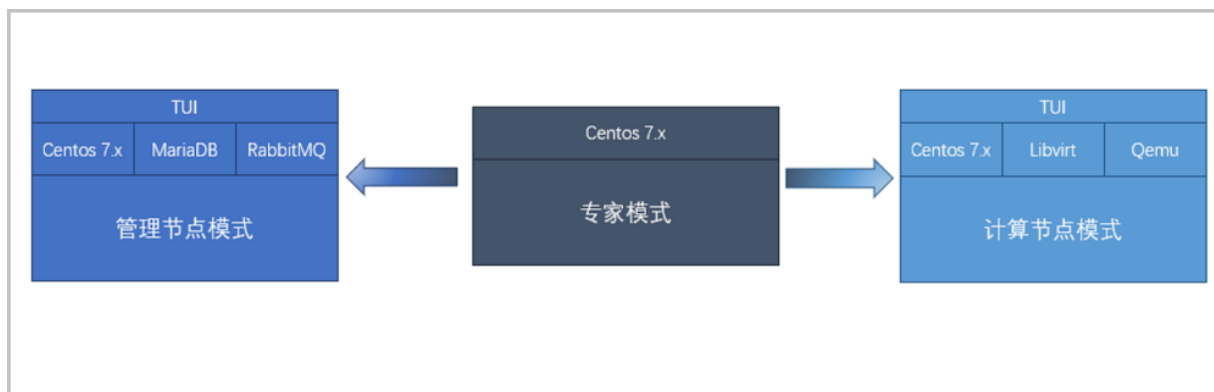 TUI
Centos 7.x MariaDB RabbitMQ
管理节点模式
Centos 7.x
专家模式
TUI
Centos 7.x Libvirt Qemu
计算节点模式